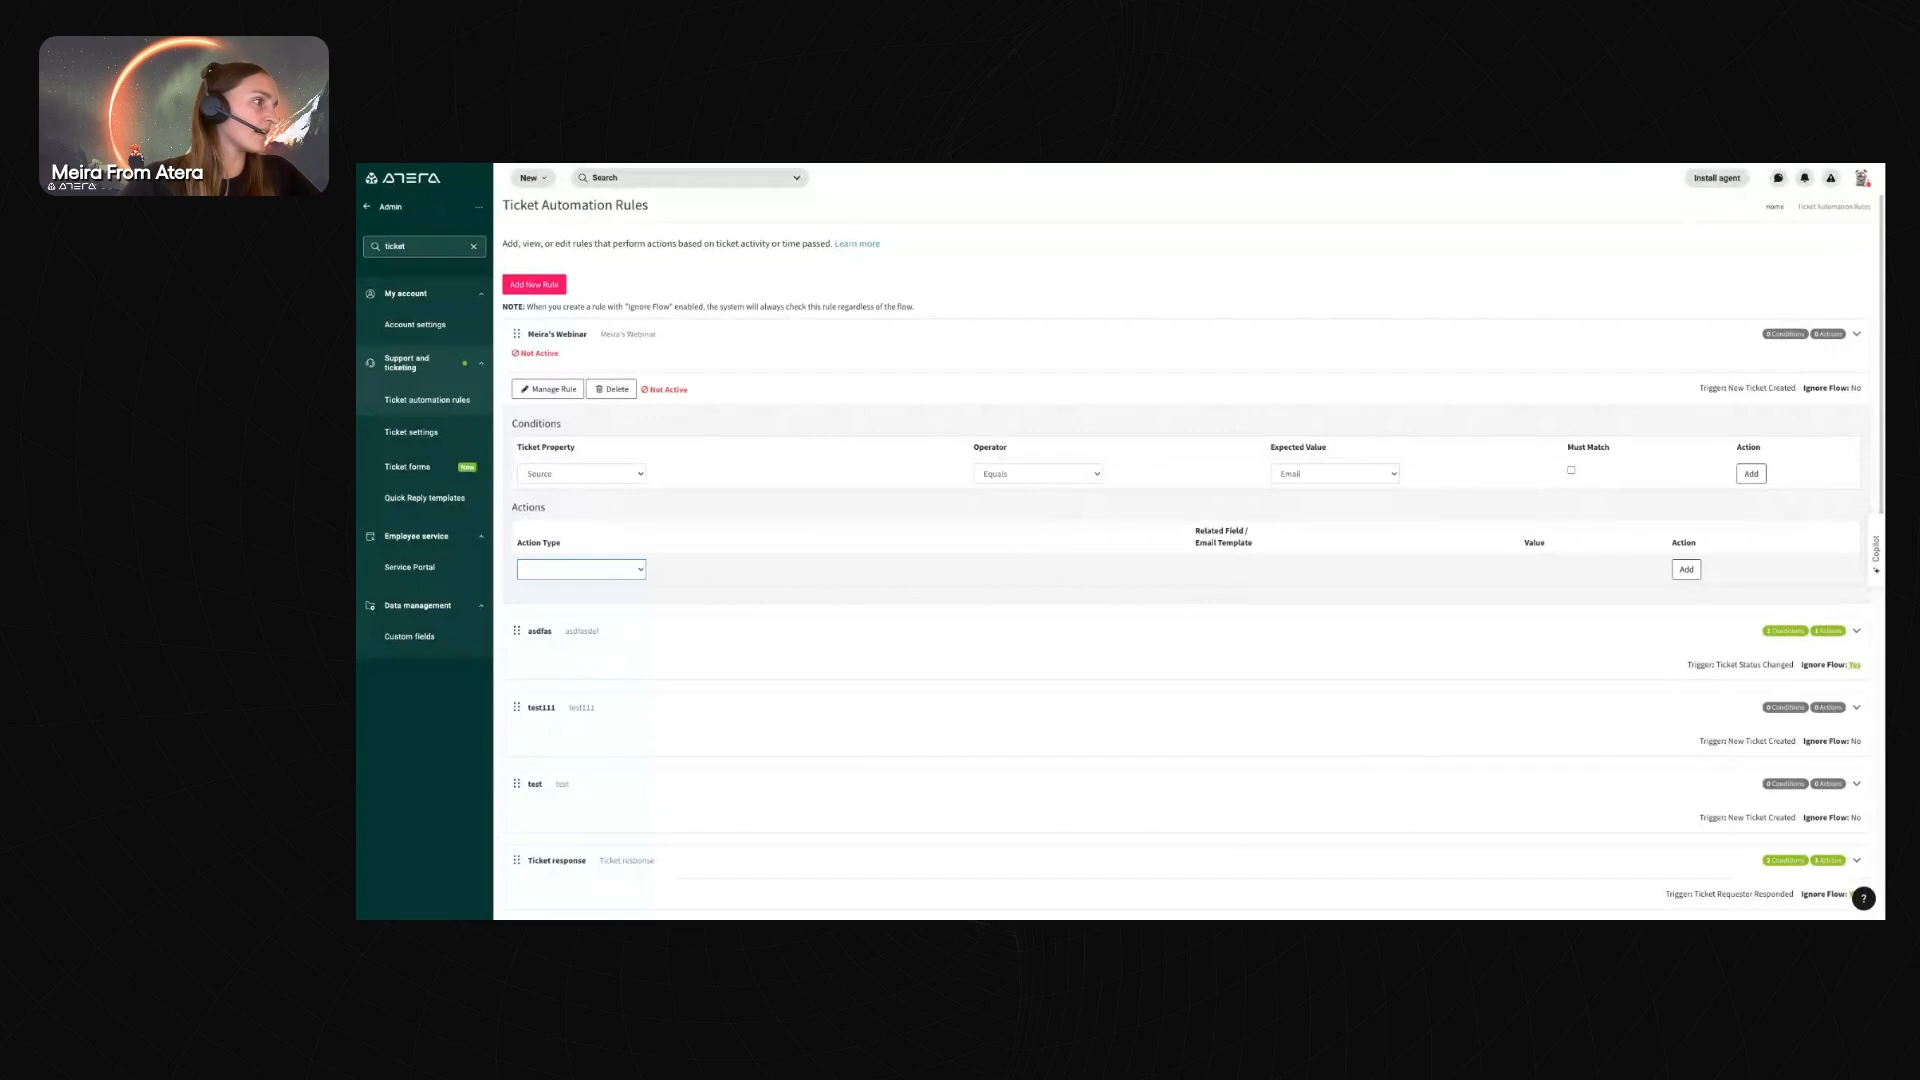 Meira From Atera
ATERA
ATERA
New
Search
Install agent
Admin
Ticket Automation Rules
Home
Ticket Automation Rules
ticket
Add, view, or edit rules that perform actions based on ticket activity or time passed. Learn more
Add New Rule
NOTE: When you create a rule with "Ignore Flow" enabled, the system will always check this rule regardless of the flow.
My account
Account settings
Support and
ticketing
Ticket automation rules
Ticket settings
Ticket forms New
Quick Reply templates
Employee service
Service Portal
Data management
Custom fields
Meira's Webinar Meira's Webinar
0 Conditions 0 Actions
Not Active
Manage Rule Delete Not Active
Trigger: New Ticket Created Ignore Flow: No
Conditions
Ticket Property Operator Expected Value Must Match Action
Source Equals Email Add
Actions
Action Type
Related Field /
Email Template
Value Action
Add
Copilot
asdfas asdfasdef
Conditions 1 Actions
Trigger: Ticket Status Changed Ignore Flow: Yes
test111 test111
0 Conditions 0 Actions
Trigger: New Ticket Created Ignore Flow: No
test test
0 Conditions 0 Actions
Trigger: New Ticket Created Ignore Flow: No
Ticket response Ticket response
2 Conditions 1 Actions
Trigger: Ticket Requester Responded Ignore Flow:
?